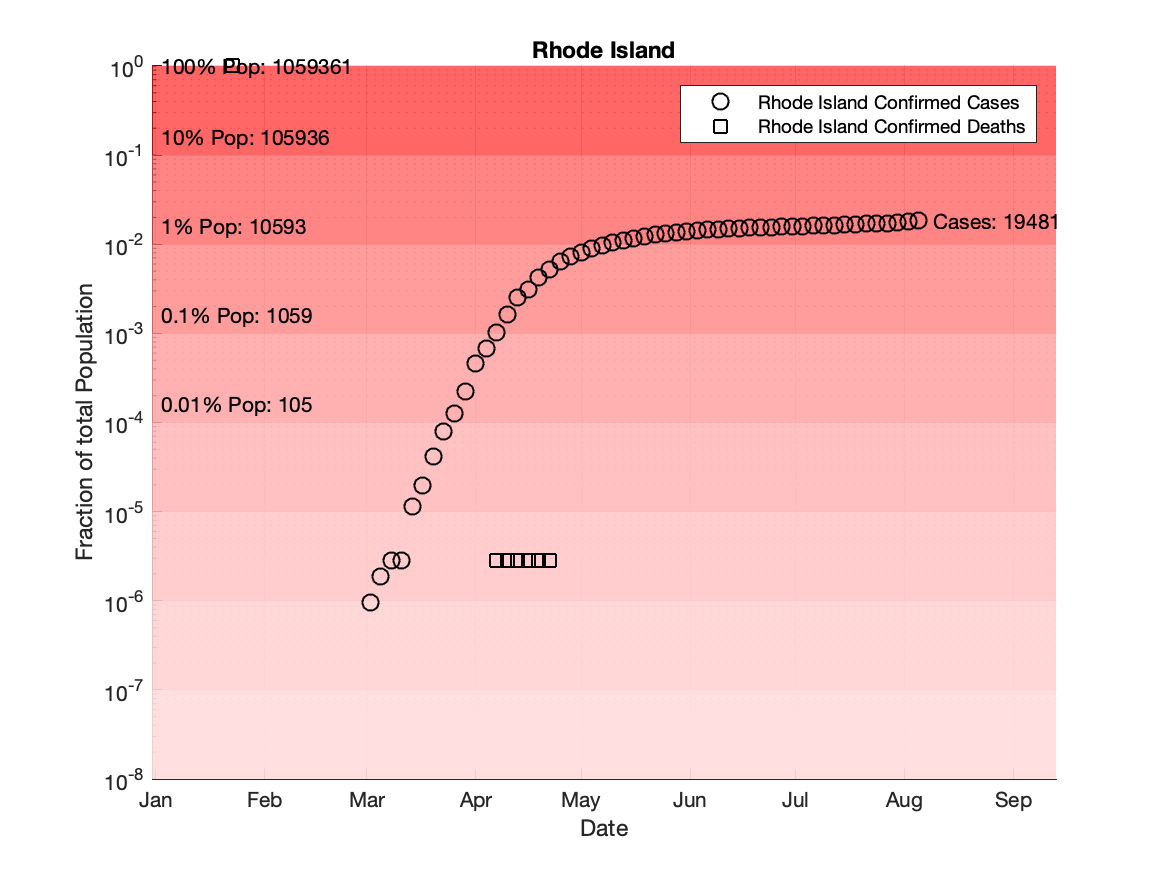 Rhode Island
Rhode Island Confirmed Cases
Rhode Island Confirmed Deaths
10^0
10^-1
10^-2
10^-3
10^-4
10^-5
10^-6
10^-7
10^-8
Fraction of total Population
100% Pop: 1059361
10% Pop: 105936
1% Pop: 10593
0.1% Pop: 1059
0.01% Pop: 105
Cases: 19481
Jan Feb Mar Apr May Jun Jul Aug Sep
Date